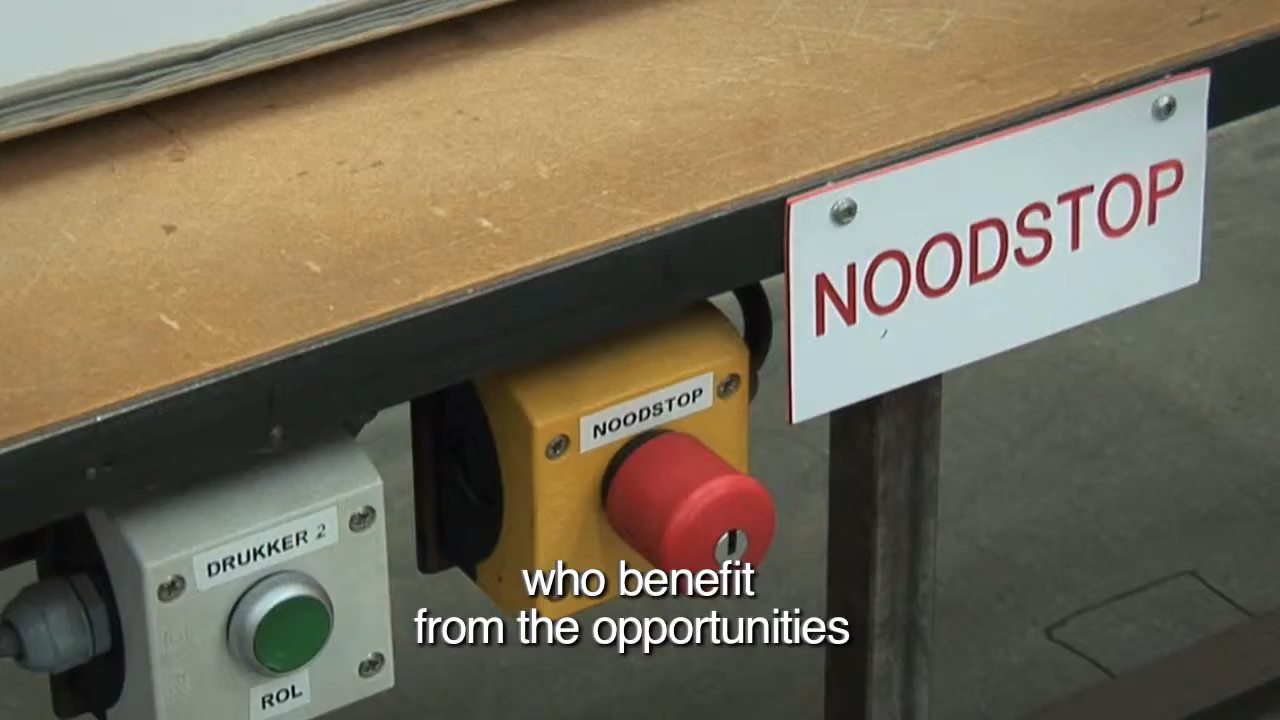 NOODSTOP
NOODSTOP
DRUKKER 2
ROL
who benefit
from the opportunities